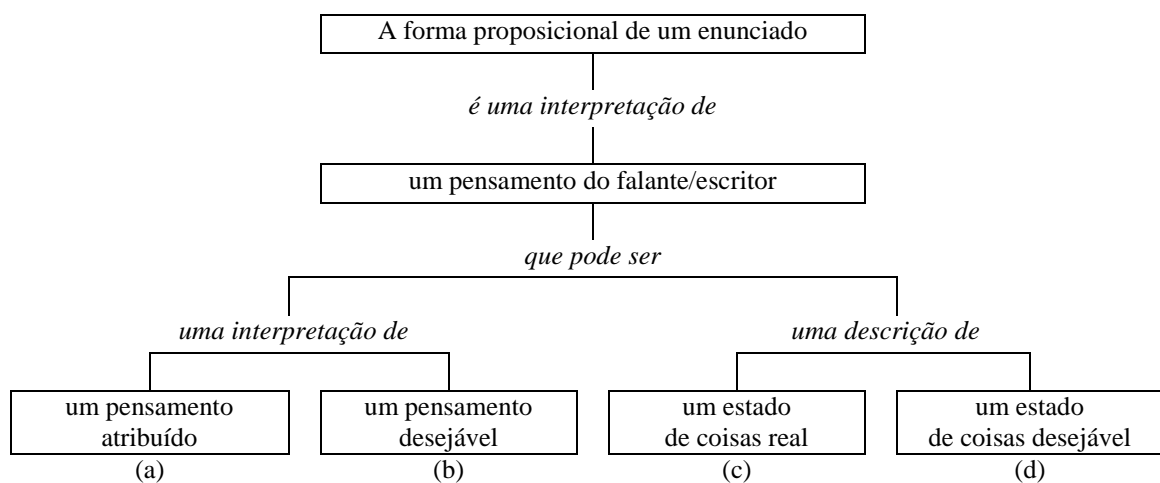 A forma proposicional de um enunciado
é uma interpretação de
um pensamento do falante/escritor
que pode ser
uma interpretação de
uma descrição de
um pensamento
atribuído
um pensamento
desejável
um estado
de coisas real
um estado
de coisas desejável
(a)
(b)
(c)
(d)